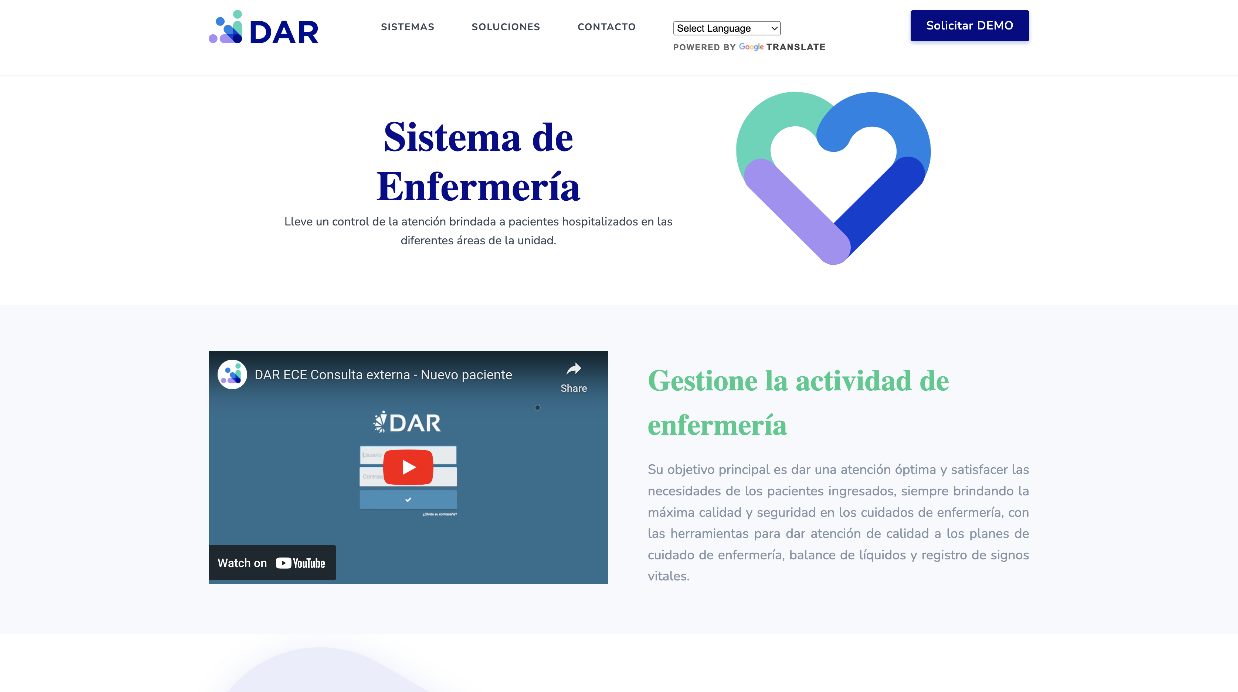 DAR
SISTEMAS
SOLUCIONES
CONTACTO
Select Language
POWERED BY Google TRANSLATE
Solicitar DEMO
Sistema de
Enfermería
Lleve un control de la atención brindada a pacientes hospitalizados en las
diferentes áreas de la unidad.
DAR ECE Consulta externa - Nuevo paciente
Share
DAR
Watch on YouTube
Gestione la actividad de
enfermería
Su objetivo principal es dar una atención óptima y satisfacer las
necesidades de los pacientes ingresados, siempre brindando la
máxima calidad y seguridad en los cuidados de enfermería, con
las herramientas para dar atención de calidad a los planes de
cuidado de enfermería, balance de líquidos y registro de signos
vitales.